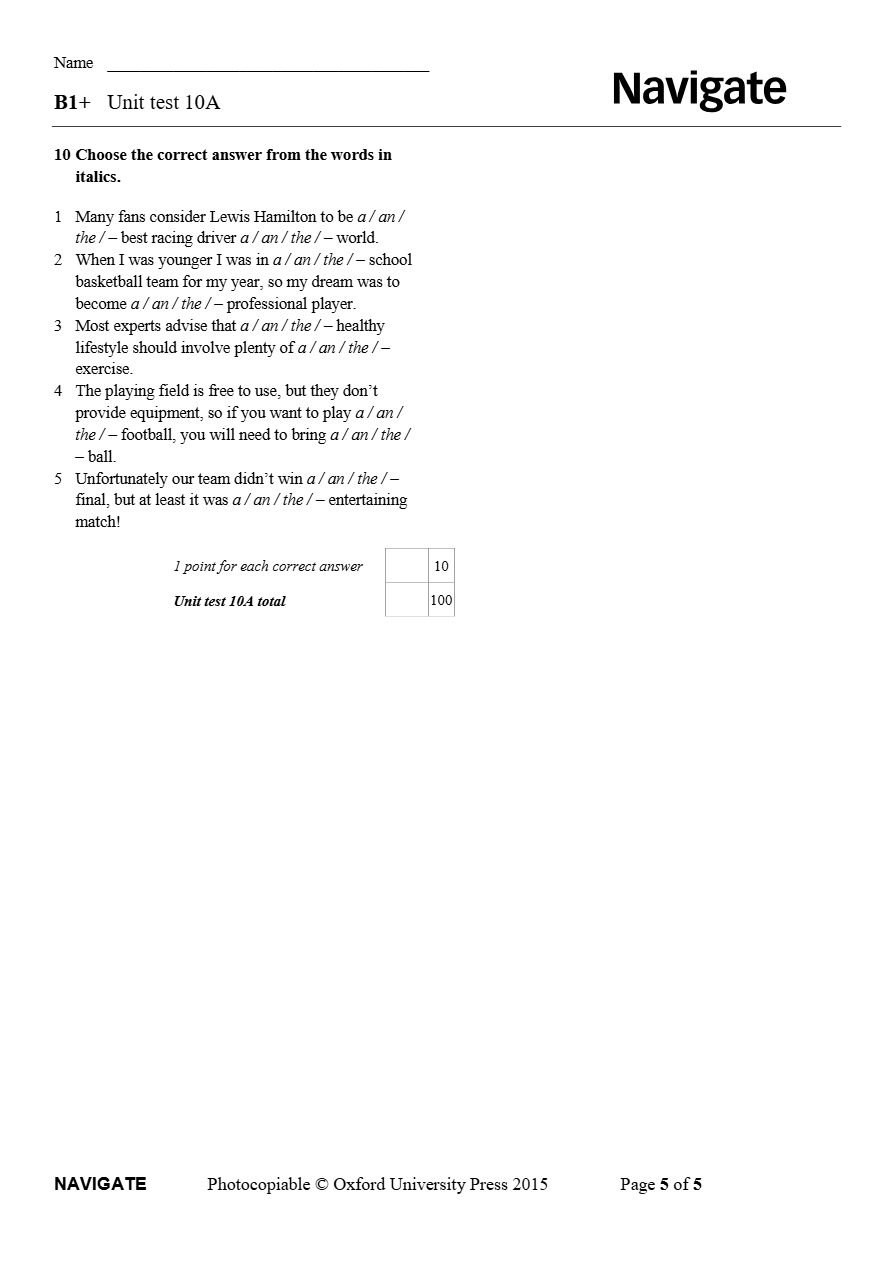 Name
Navigate
B1+ Unit test 10A
10 Choose the correct answer from the words in
italics.
1 Many fans consider Lewis Hamilton to be a / an /
the / – best racing driver a / an / the / – world.
2 When I was younger I was in a / an / the / – school
basketball team for my year, so my dream was to
become a / an / the / – professional player.
3 Most experts advise that a / an / the / – healthy
lifestyle should involve plenty of a / an / the / –
exercise.
4 The playing field is free to use, but they don’t
provide equipment, so if you want to play a / an /
the / – football, you will need to bring a / an / the /
– ball.
5 Unfortunately our team didn’t win a / an / the / –
final, but at least it was a / an / the / – entertaining
match!
1 point for each correct answer 10
Unit test 10A total 100
NAVIGATE Photocopiable © Oxford University Press 2015 Page 5 of 5